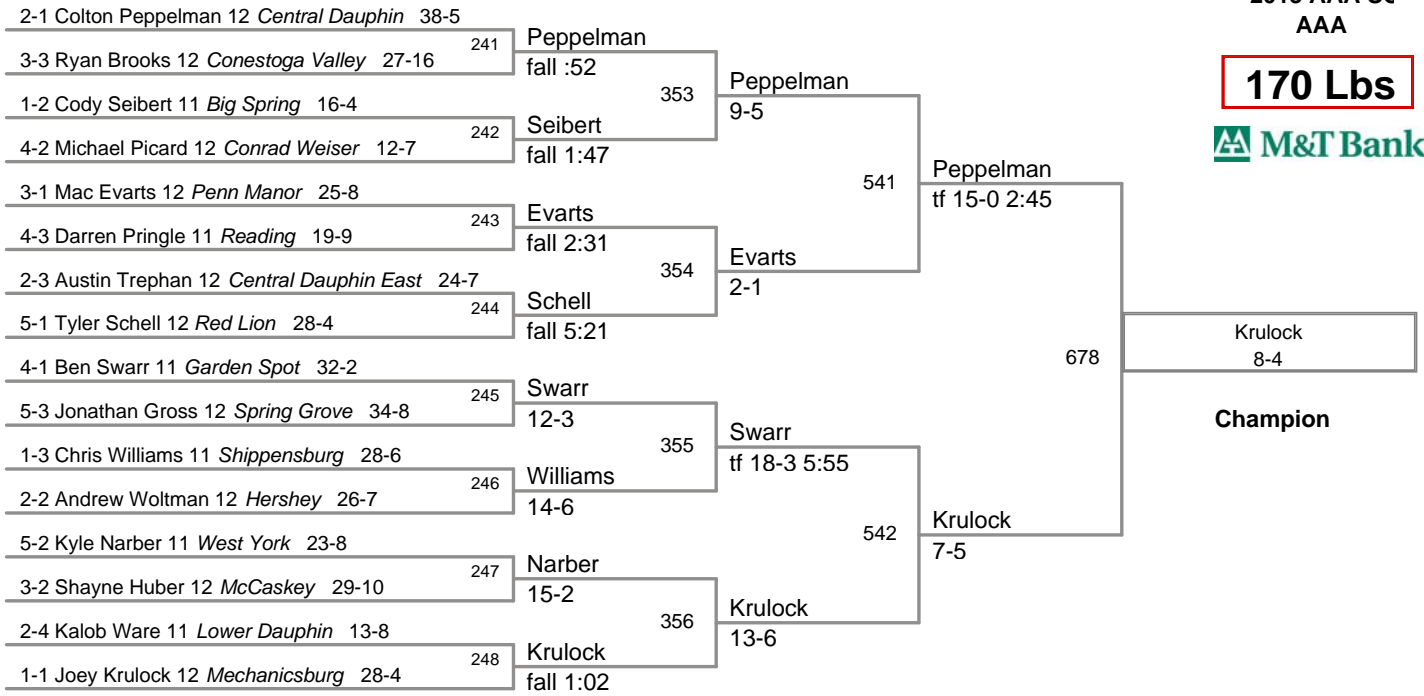 AAA
170 Lbs
M&T Bank
2-1 Colton Peppelman 12 Central Dauphin 38-5
241
3-3 Ryan Brooks 12 Conestoga Valley 27-16
1-2 Cody Seibert 11 Big Spring 16-4
242
4-2 Michael Picard 12 Conrad Weiser 12-7
3-1 Mac Evarts 12 Penn Manor 25-8
243
4-3 Darren Pringle 11 Reading 19-9
2-3 Austin Trephan 12 Central Dauphin East 24-7
244
5-1 Tyler Schell 12 Red Lion 28-4
4-1 Ben Swarr 11 Garden Spot 32-2
245
5-3 Jonathan Gross 12 Spring Grove 34-8
1-3 Chris Williams 11 Shippensburg 28-6
246
2-2 Andrew Woltman 12 Hershey 26-7
5-2 Kyle Narber 11 West York 23-8
247
3-2 Shayne Huber 12 McCaskey 29-10
2-4 Kalob Ware 11 Lower Dauphin 13-8
248
1-1 Joey Krulock 12 Mechanicsburg 28-4
Peppelman
fall :52
353
Seibert
fall 1:47
Evarts
fall 2:31
354
Schell
fall 5:21
Swarr
12-3
355
Williams
14-6
Narber
15-2
356
Krulock
fall 1:02
Peppelman
9-5
541
Evarts
2-1
Swarr
tf 18-3 5:55
542
Krulock
13-6
Peppelman
tf 15-0 2:45
678
Krulock
7-5
Krulock
8-4
Champion